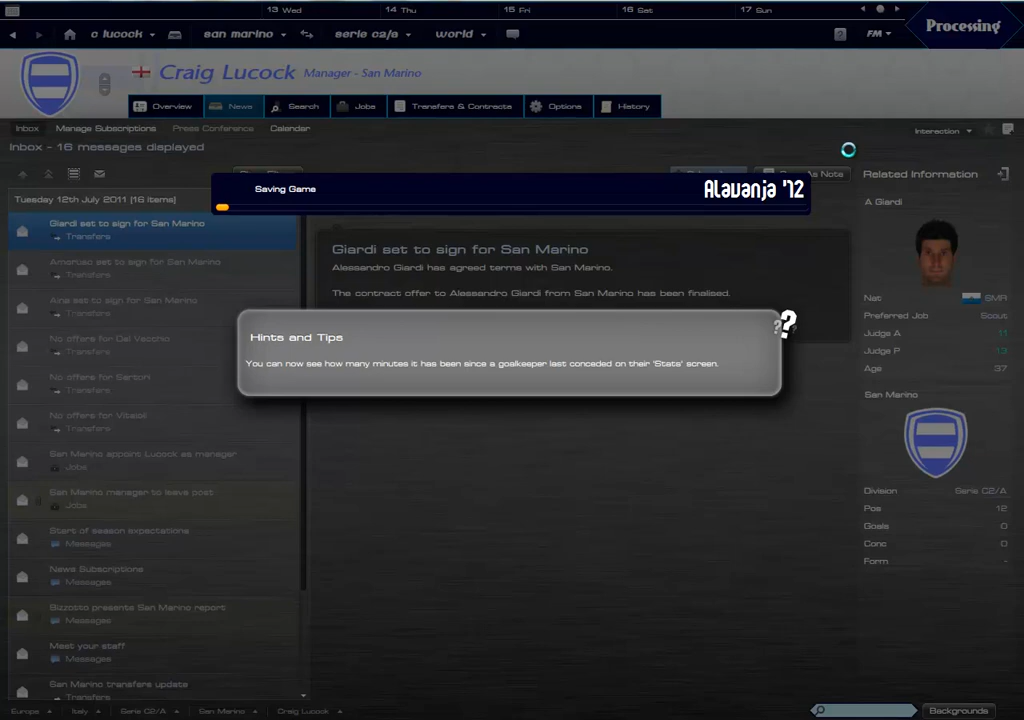 13 Wed
14 Thu
15 Fri
16 Sat
17 Sun
Processing
c lucock
san marino
serie c2/a
world
FM
Craig Lucock Manager - San Marino
Overview
News
Search
Jobs
Transfers & Contracts
Options
History
Inbox
Manage Subscriptions
Press Conference
Calendar
Interaction
Inbox - 16 messages displayed
As Note
Related Information
Tuesday 12th July 2011 (16 items)
Saving Game
Alavanja '12
A Giardi
Giardi set to sign for San Marino
Transfers
Amoruso set to sign for San Marino
Transfers
Aina set to sign for San Marino
Transfers
No offers for Del Vecchio
Transfers
No offers for Sartori
Transfers
No offers for Vitaioli
Transfers
San Marino appoints Lucock as manager
Jobs
San Marino manager to leave post
Jobs
Start of season expectations
Messages
News Subscriptions
Messages
Bizzotto presents San Marino report
Messages
Meet your staff
Messages
San Marino transfers update
Transfers
Giardi set to sign for San Marino
Alessandro Giardi has agreed terms with San Marino.
The contract offer to Alessandro Giardi from San Marino has been finalised.
Hints and Tips
You can now see how many minutes it has been since a goalkeeper last conceded on their 'Stats' screen.
Nat SMR
Preferred Job Scout
Judge A 11
Judge P 13
Age 37
San Marino
Division Serie C2/A
Pos 12
Goals 0
Conc 0
Form -
Europe
Italy
Serie C2/A
San Marino
Craig Lucock
Backgrounds